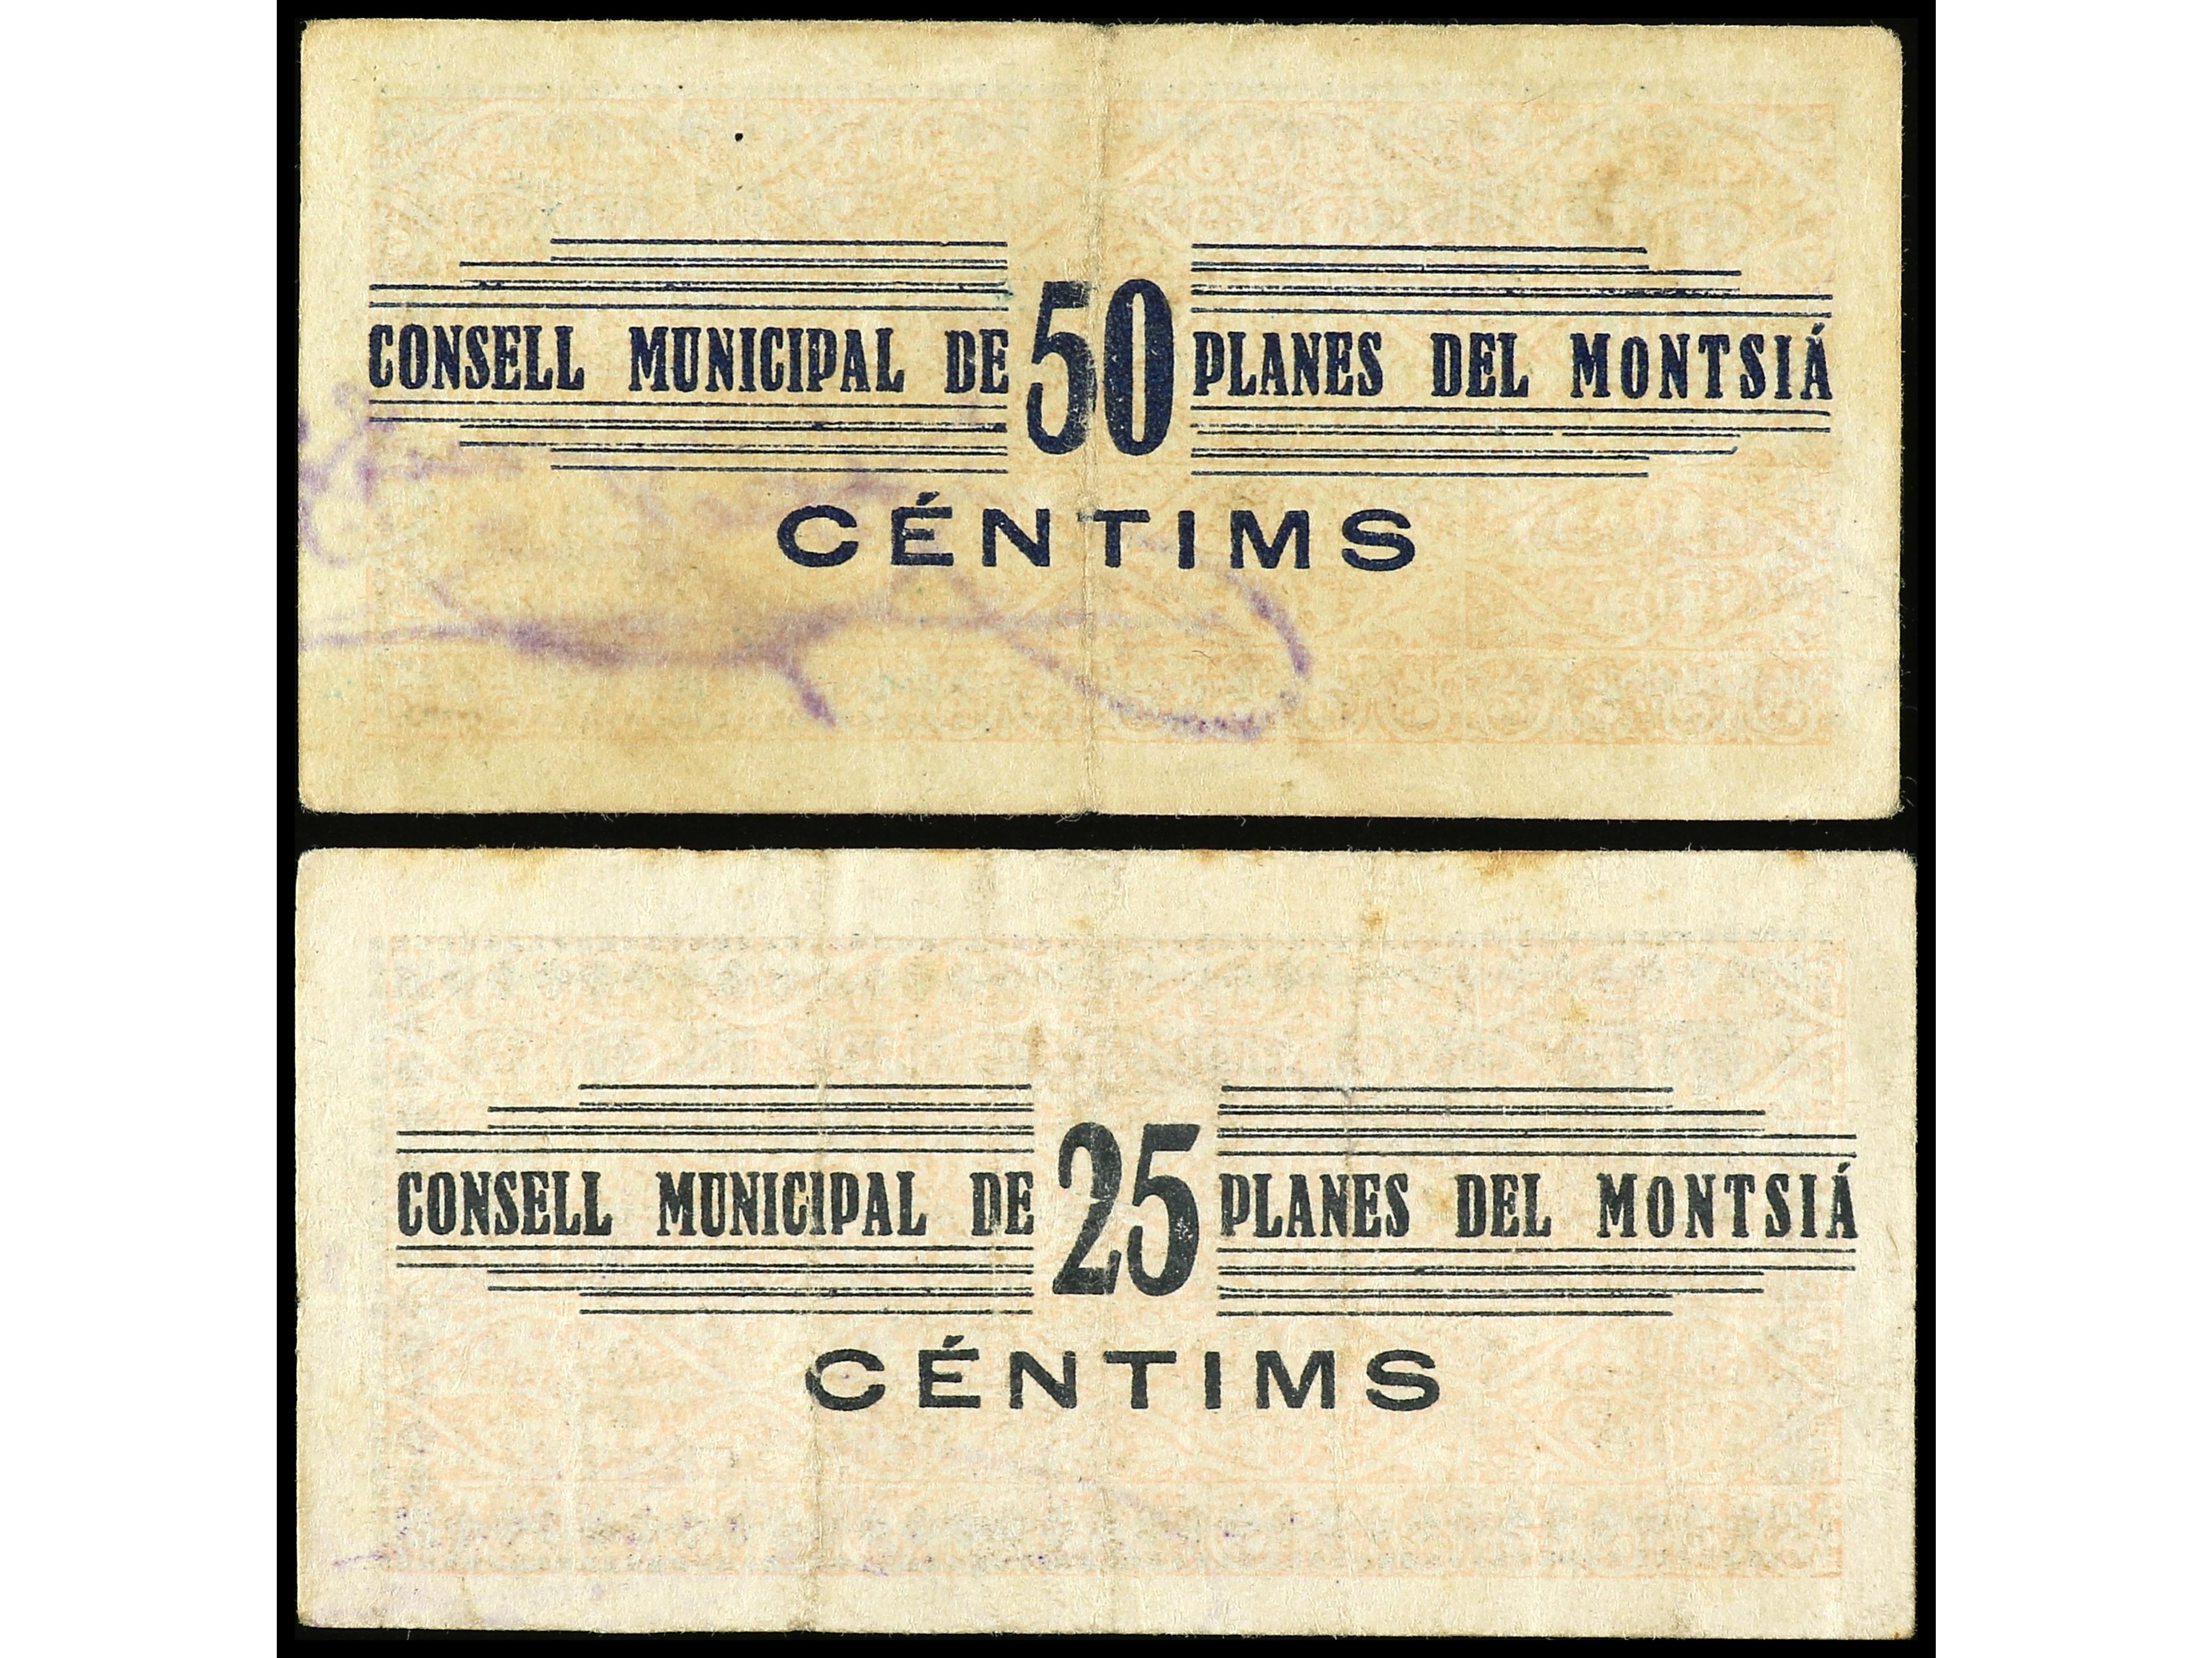 CONSELL MUNICIPAL DE 50 PLANES DEL MONTSIÁ
CÉNTIMS
CONSELL MUNICIPAL DE 25 PLANES DEL MONTSIÁ
CÉNTIMS